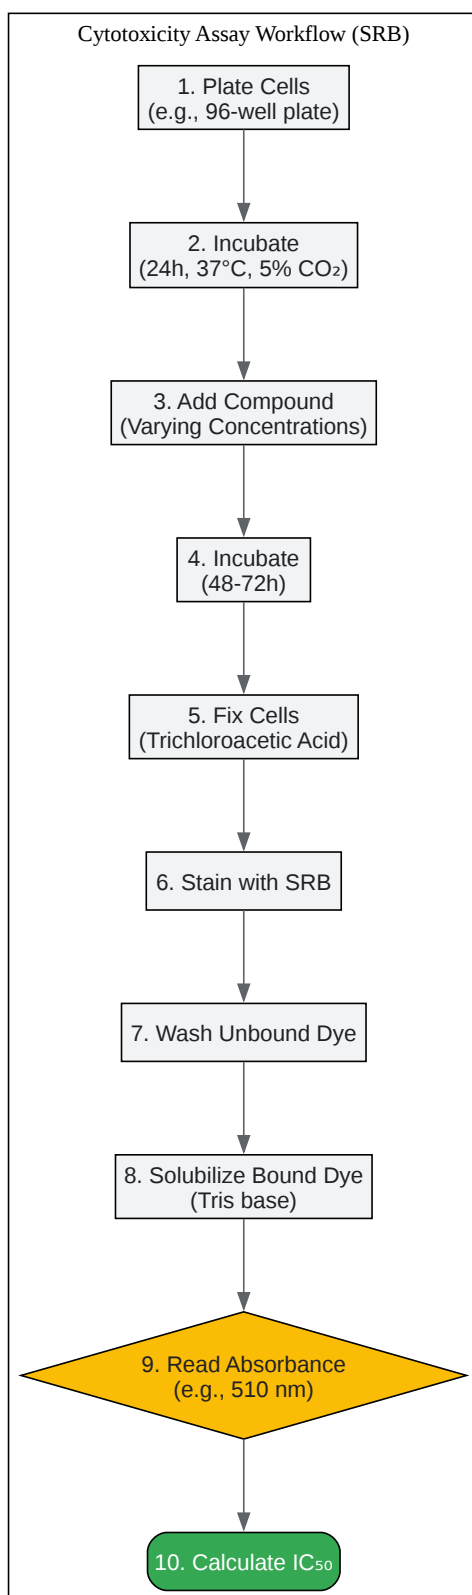 Cytotoxicity Assay Workflow (SRB)
1. Plate Cells
(e.g., 96-well plate)
2. Incubate
(24h, 37°C, 5% CO₂)
3. Add Compound
(Varying Concentrations)
4. Incubate
(48-72h)
5. Fix Cells
(Trichloroacetic Acid)
6. Stain with SRB
7. Wash Unbound Dye
8. Solubilize Bound Dye
(Tris base)
9. Read Absorbance
(e.g., 510 nm)
10. Calculate IC₅₀